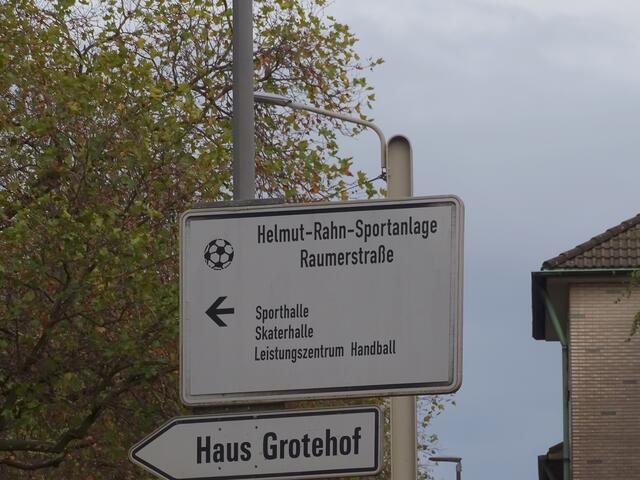 Helmut-Rahn-Sportanlage
Raumerstraße
Sporthalle
Skaterhalle
Leistungszentrum Handball
Haus Grotehof